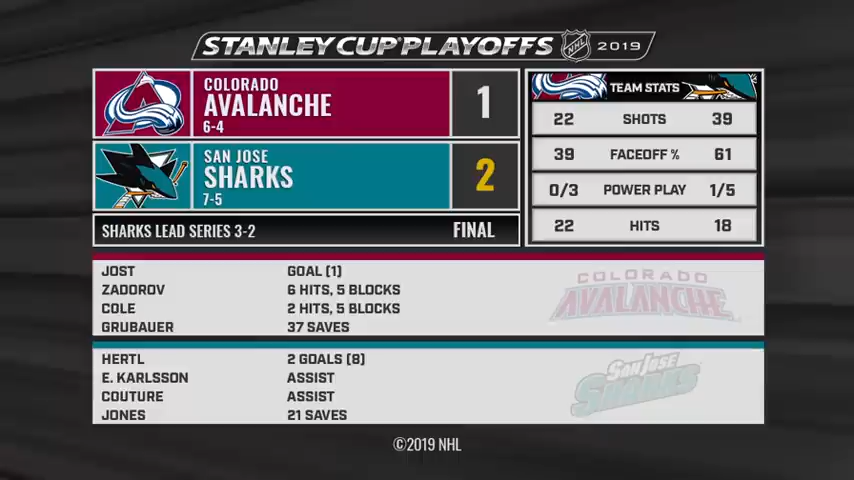 STANLEY CUP PLAYOFFS NHL 2019
COLORADO
AVALANCHE 1
6-4
SAN JOSE
SHARKS 2
7-5
SHARKS LEAD SERIES 3-2 FINAL
TEAM STATS
22 SHOTS 39
39 FACEOFF % 61
0/3 POWER PLAY 1/5
22 HITS 18
JOST GOAL (1)
ZADOROV 6 HITS, 5 BLOCKS
COLE 2 HITS, 5 BLOCKS
GRUBAUER 37 SAVES
COLORADO
AVALANCHE
HERTL 2 GOALS (8)
E. KARLSSON ASSIST
COUTURE ASSIST
JONES 21 SAVES
SAN JOSE
SHARKS
©2019 NHL